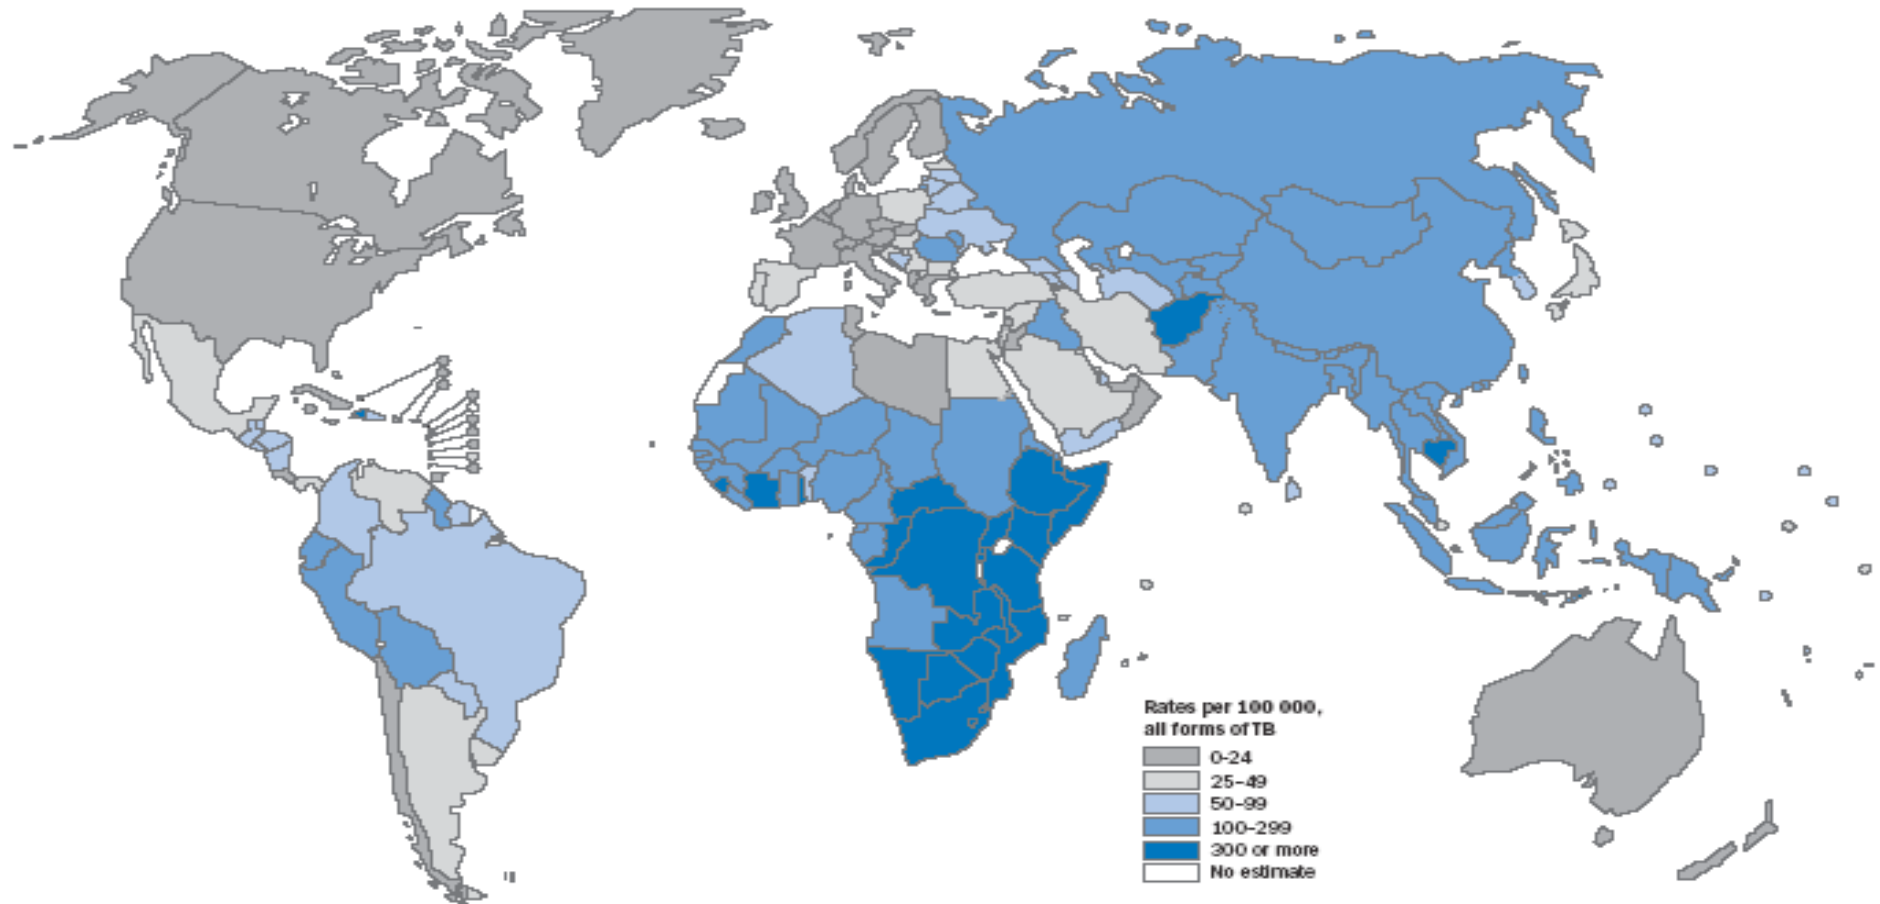 Rates per 100 000,
all forms of TB
0-24
25-49
50-99
100-299
300 or more
No estimate